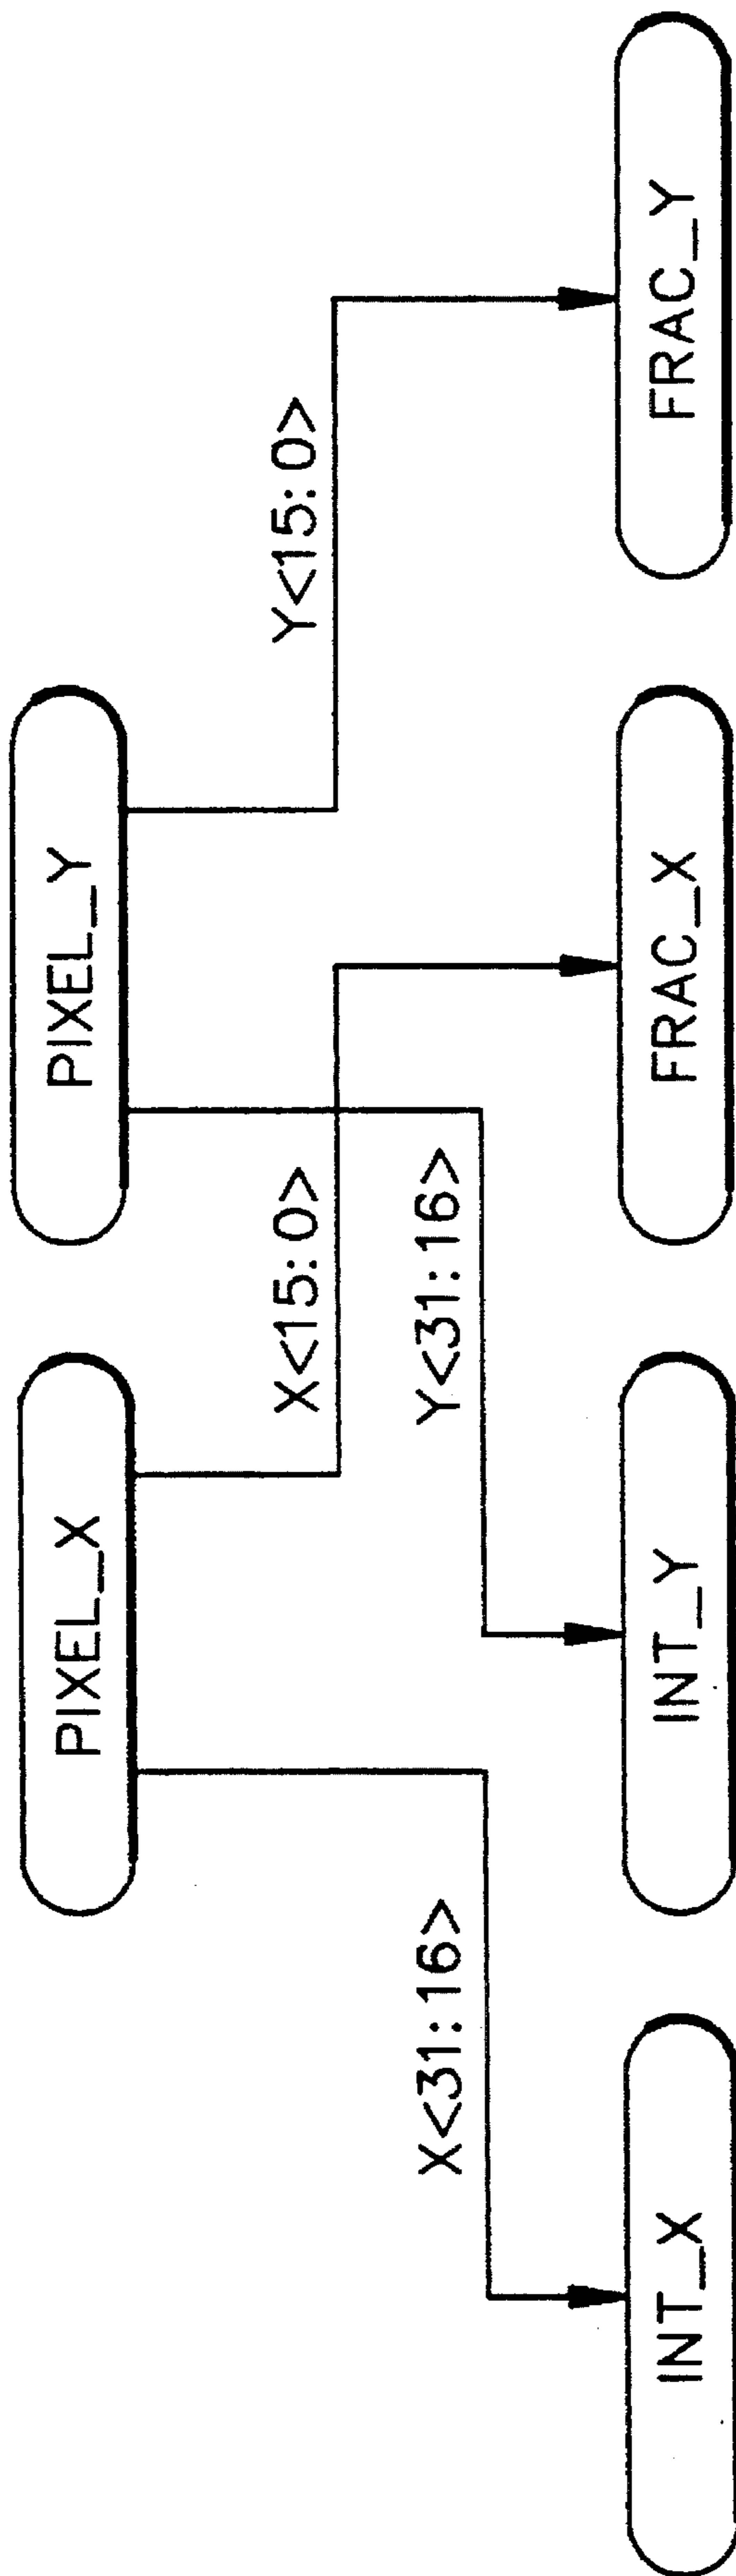 PIXEL_X
PIXEL_Y
X<15:0>
Y<15:0>
X<31:16>
Y<31:16>
INT_X
INT_Y
FRAC_X
FRAC_Y